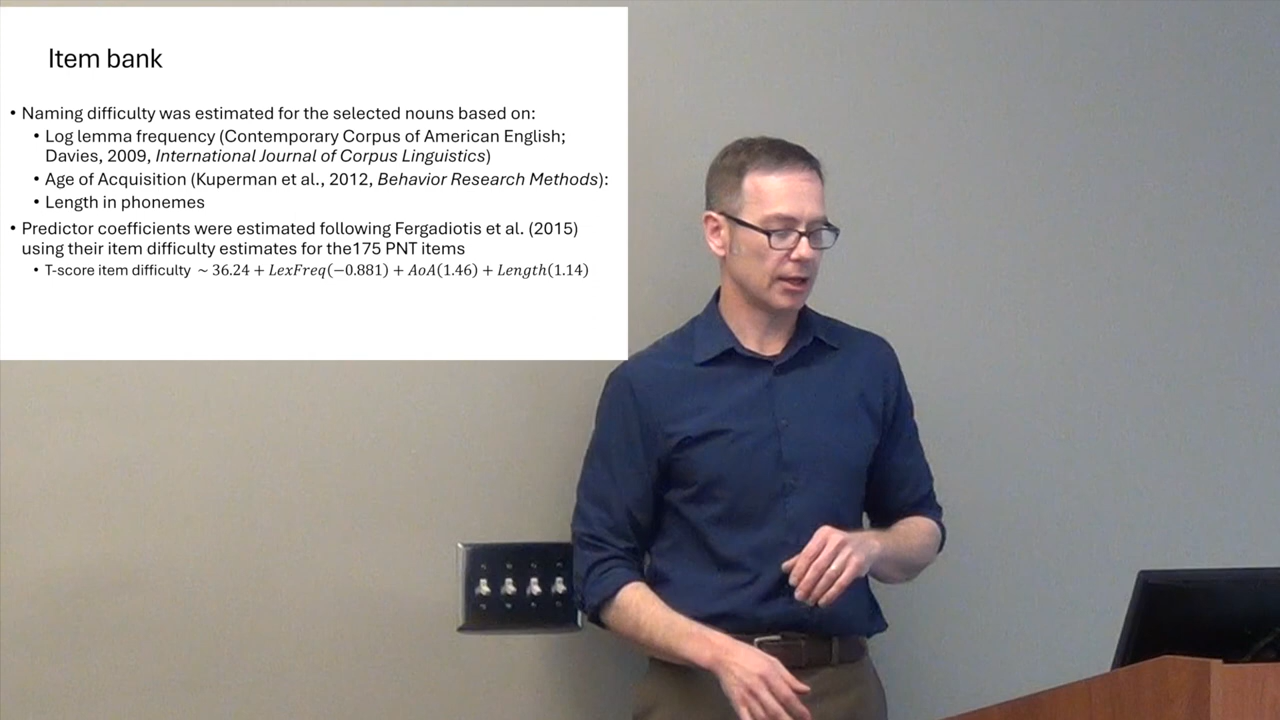 Item bank
• Naming difficulty was estimated for the selected nouns based on:
• Log lemma frequency (Contemporary Corpus of American English;
Davies, 2009, International Journal of Corpus Linguistics)
• Age of Acquisition (Kuperman et al., 2012, Behavior Research Methods):
• Length in phonemes
• Predictor coefficients were estimated following Fergadiotis et al. (2015)
using their item difficulty estimates for the175 PNT items
• T-score item difficulty ~ 36.24 + LexFreq(−0.881) + AoA(1.46) + Length(1.14)